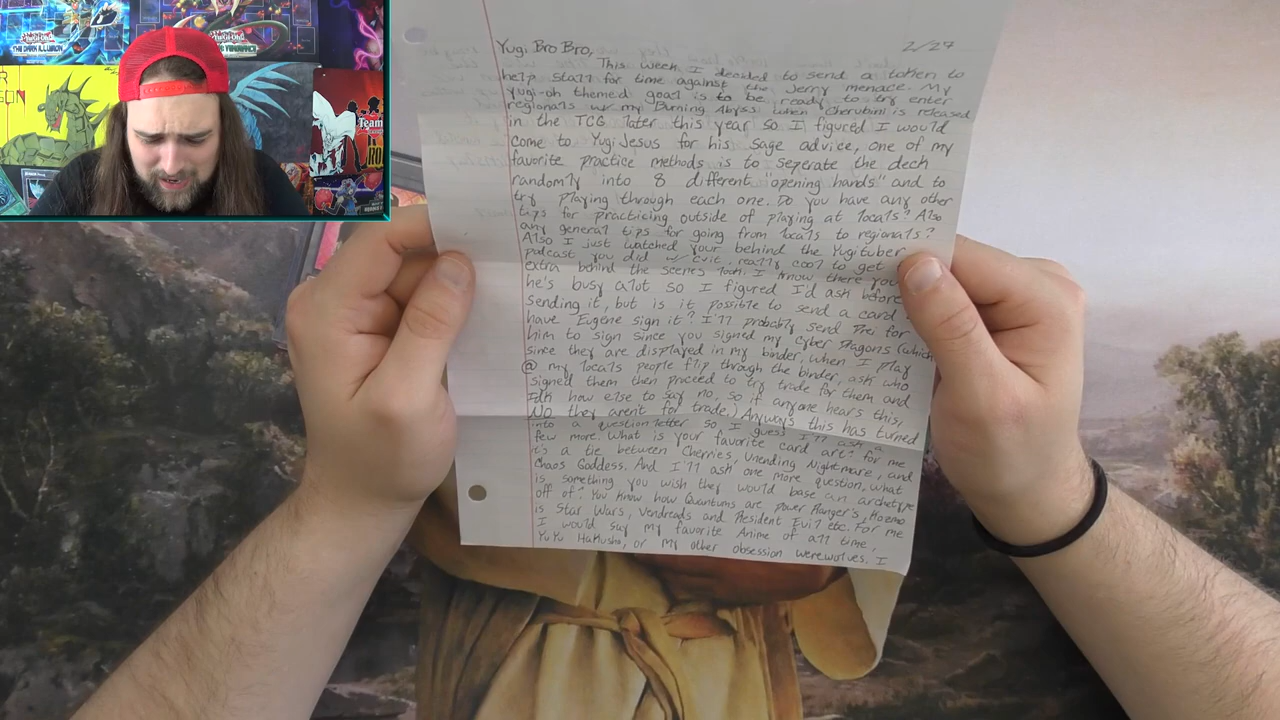 THE DARK ILLUSION
VENGEANCE
Team
Yugi Bro Bro,
2/27
This week I decided to send a token to
help stall for time against the Jerry menace. My
Yugi-oh themed goal is to be ready to try enter
regionals w/ my Burning Abyss when Cherubini is released
in the TCG later this year so I figured I would
come to Yugi Jesus for his sage advice, one of my
favorite practice methods is to seperate the deck
randomly into 8 different "opening hands" and to
try playing through each one. Do you have any other
tips for practicing outside of playing at locals? Also
any general tips for going from locals to regionals?
Also I just watched your behind the Yugituber
podcast you did w/ cvit, really cool to get
extra behind the scenes look. I know there
he's busy alot so I figured I'd ask before
sending it, but is it possible to send a card
have Eugene sign it? I'll probably send Drei for
him to sign since you signed my Cyber Dragons (which
since they are displayed in my binder, when I play
@ my locals people flip through the binder, ask who
signed them then proceed to try trade for them and
Idk how else to say no, so if anyone hears this,
No they aren't for trade.) Anyways this has turned
into a question letter so I guess I'll ask a
few more. What is your favorite card art? for me
it's a tie between Cherries, Unending Nightmare, and
Chaos Goddess. And I'll ask one more question, what
is something you wish they would base an archetype
off of? You know how Quantums are Power Ranger's, Kozmo
is Star Wars, Vendreads and Resident Evil etc. For me
I would say my favorite Anime of all time,
YuYu Hakusho, or my other obsession werewolves. I